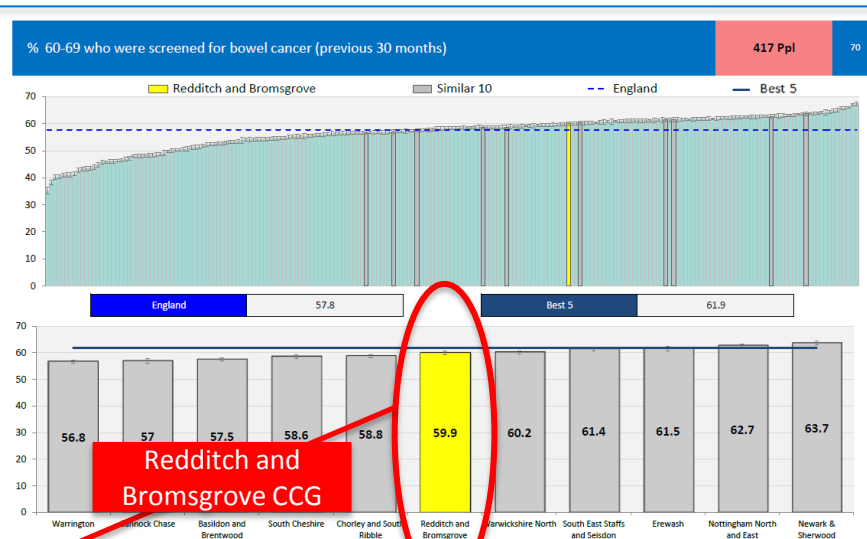 % 60-69 who were screened for bowel cancer (previous 30 months) 417 Ppl 70
Redditch and Bromsgrove Similar 10 England Best 5
70
60
50
40
30
20
10
0
England 57.8 Best 5 61.9
70
60
50
40
30
20
10
0
56.8 57 57.5 58.6 58.8 59.9 60.2 61.4 61.5 62.7 63.7
Redditch and
Bromsgrove CCG
Warrington Chase Basildon and South Cheshire Chorley and South Redditch and Warwickshire North South East Staffs Erewash Nottingham North Newark &
Brentwood Ribble Bromsgrove and Seisdon and East Sherwood